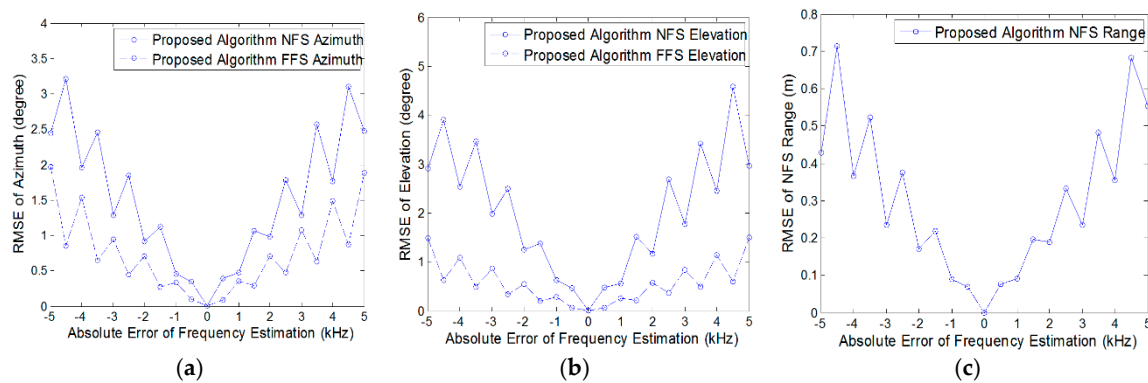 4
3.5
3
2.5
2
1.5
1
0.5
0
RMSE of Azimuth (degree)
Proposed Algorithm NFS Azimuth
Proposed Algorithm FFS Azimuth
-5 -4 -3 -2 -1 0 1 2 3 4 5
Absolute Error of Frequency Estimation (kHz)
(a)
6
5
4
3
2
1
0
RMSE of Elevation (degree)
Proposed Algorithm NFS Elevation
Proposed Algorithm FFS Elevation
-5 -4 -3 -2 -1 0 1 2 3 4 5
Absolute Error of Frequency Estimation (kHz)
(b)
0.8
0.7
0.6
0.5
0.4
0.3
0.2
0.1
0
RMSE of NFS Range (m)
Proposed Algorithm NFS Range
-5 -4 -3 -2 -1 0 1 2 3 4 5
Absolute Error of Frequency Estimation (kHz)
(c)